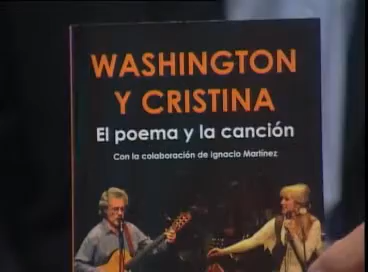 WASHINGTON
Y CRISTINA
El poema y la canción
Con la colaboración de Ignacio Martínez